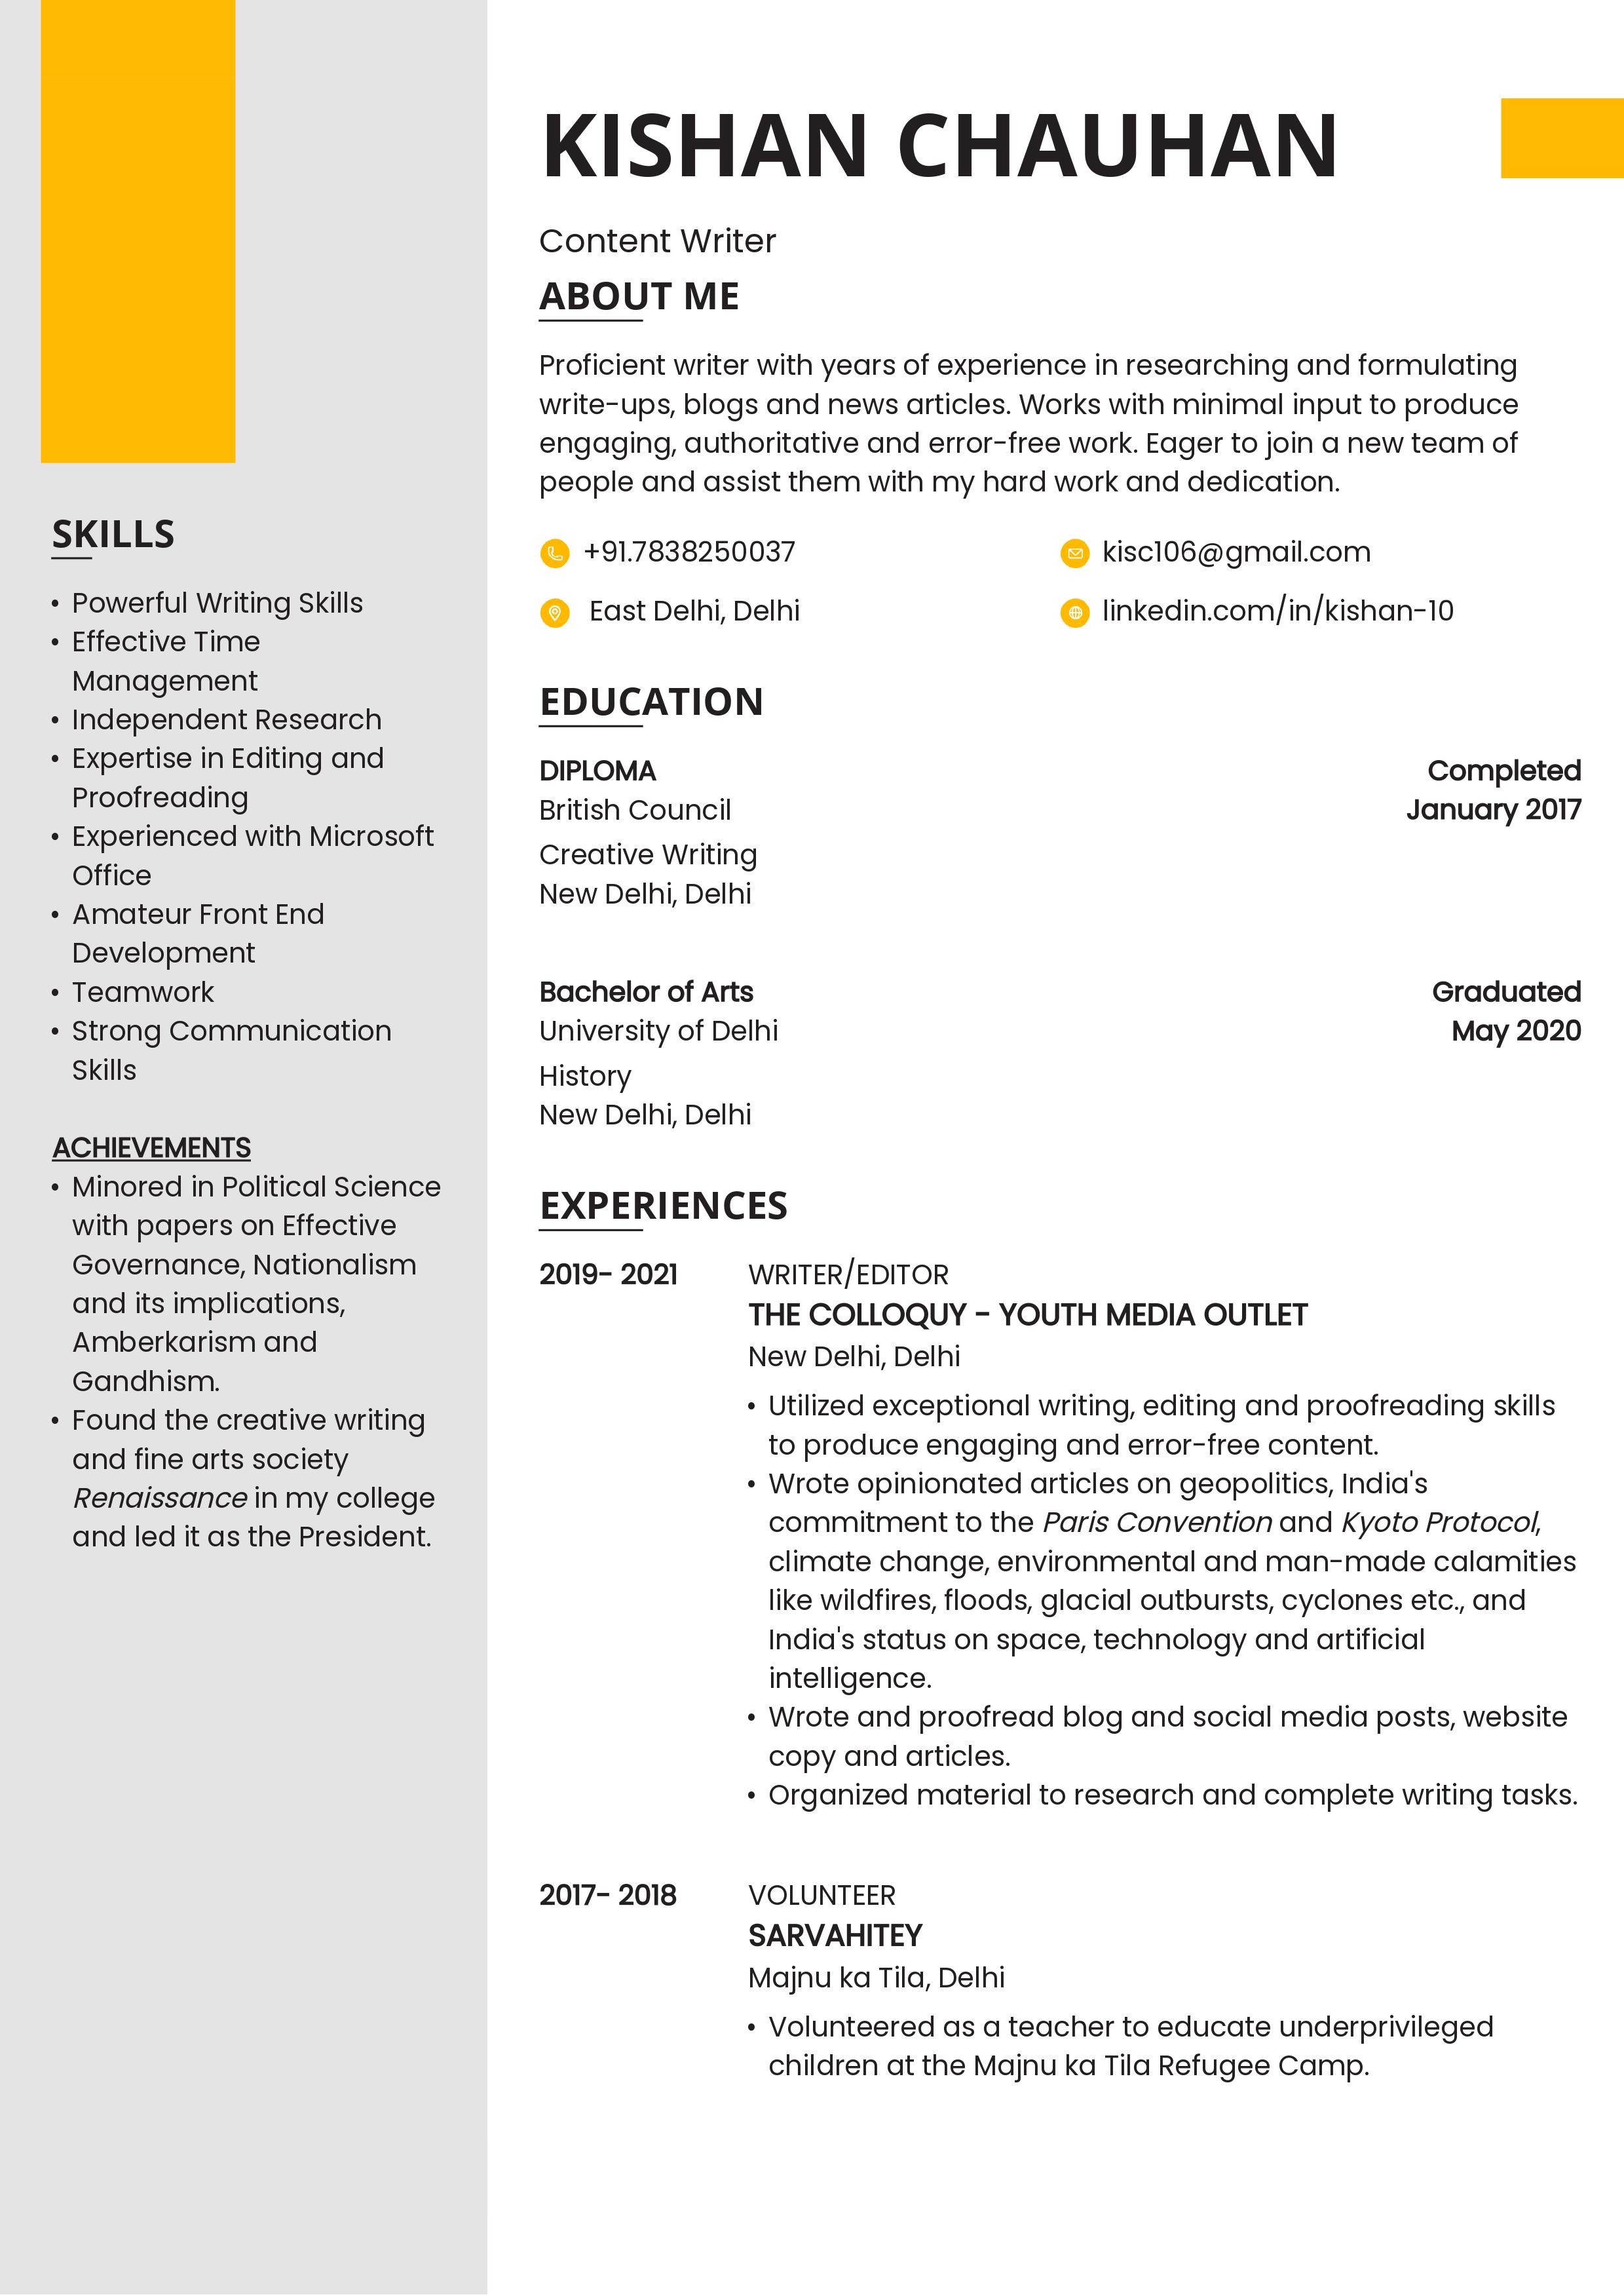 KISHAN CHAUHAN
Content Writer
ABOUT ME
Proficient writer with years of experience in researching and formulating
write-ups, blogs and news articles. Works with minimal input to produce
engaging, authoritative and error-free work. Eager to join a new team of
people and assist them with my hard work and dedication.
+91.7838250037
kisc106@gmail.com
East Delhi, Delhi
linkedin.com/in/kishan-10
SKILLS
• Powerful Writing Skills
• Effective Time
Management
• Independent Research
• Expertise in Editing and
Proofreading
• Experienced with Microsoft
Office
• Amateur Front End
Development
• Teamwork
• Strong Communication
Skills
ACHIEVEMENTS
• Minored in Political Science
with papers on Effective
Governance, Nationalism
and its implications,
Amberkarism and
Gandhism.
• Found the creative writing
and fine arts society
Renaissance in my college
and led it as the President.
EDUCATION
DIPLOMA
Completed
British Council
January 2017
Creative Writing
New Delhi, Delhi
Bachelor of Arts
Graduated
University of Delhi
May 2020
History
New Delhi, Delhi
EXPERIENCES
2019- 2021
WRITER/EDITOR
THE COLLOQUY - YOUTH MEDIA OUTLET
New Delhi, Delhi
• Utilized exceptional writing, editing and proofreading skills
to produce engaging and error-free content.
• Wrote opinionated articles on geopolitics, India's
commitment to the Paris Convention and Kyoto Protocol,
climate change, environmental and man-made calamities
like wildfires, floods, glacial outbursts, cyclones etc., and
India's status on space, technology and artificial
intelligence.
• Wrote and proofread blog and social media posts, website
copy and articles.
• Organized material to research and complete writing tasks.
2017- 2018
VOLUNTEER
SARVAHITEY
Majnu ka Tila, Delhi
• Volunteered as a teacher to educate underprivileged
children at the Majnu ka Tila Refugee Camp.